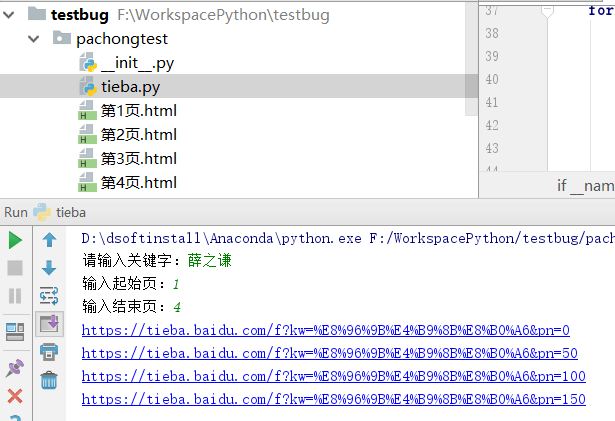 testbug F:\WorkspacePython\testbug
pachongtest
__init__.py
tieba.py
第1页.html
第2页.html
第3页.html
第4页.html
37 for
38
39
40
41
42
43
44
if __nam
Run tieba
D:\dsoftinstall\Anaconda\python.exe F:/WorkspacePython/testbug/pac
请输入关键字：薛之谦
输入起始页：1
输入结束页：4
https://tieba.baidu.com/f?kw=%E8%96%9B%E4%B9%8B%E8%B0%A6&pn=0
https://tieba.baidu.com/f?kw=%E8%96%9B%E4%B9%8B%E8%B0%A6&pn=50
https://tieba.baidu.com/f?kw=%E8%96%9B%E4%B9%8B%E8%B0%A6&pn=100
https://tieba.baidu.com/f?kw=%E8%96%9B%E4%B9%8B%E8%B0%A6&pn=150